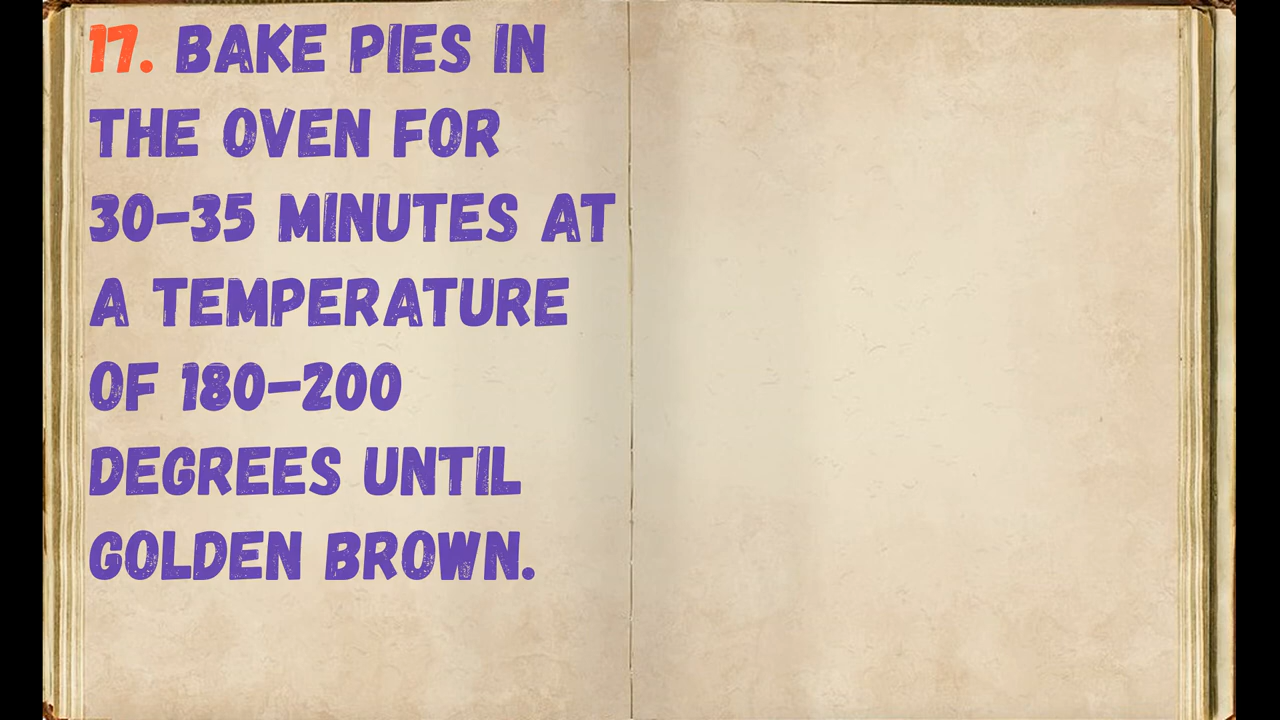 17. BAKE PIES IN
THE OVEN FOR
30-35 MINUTES AT
A TEMPERATURE
OF 180-200
DEGREES UNTIL
GOLDEN BROWN.